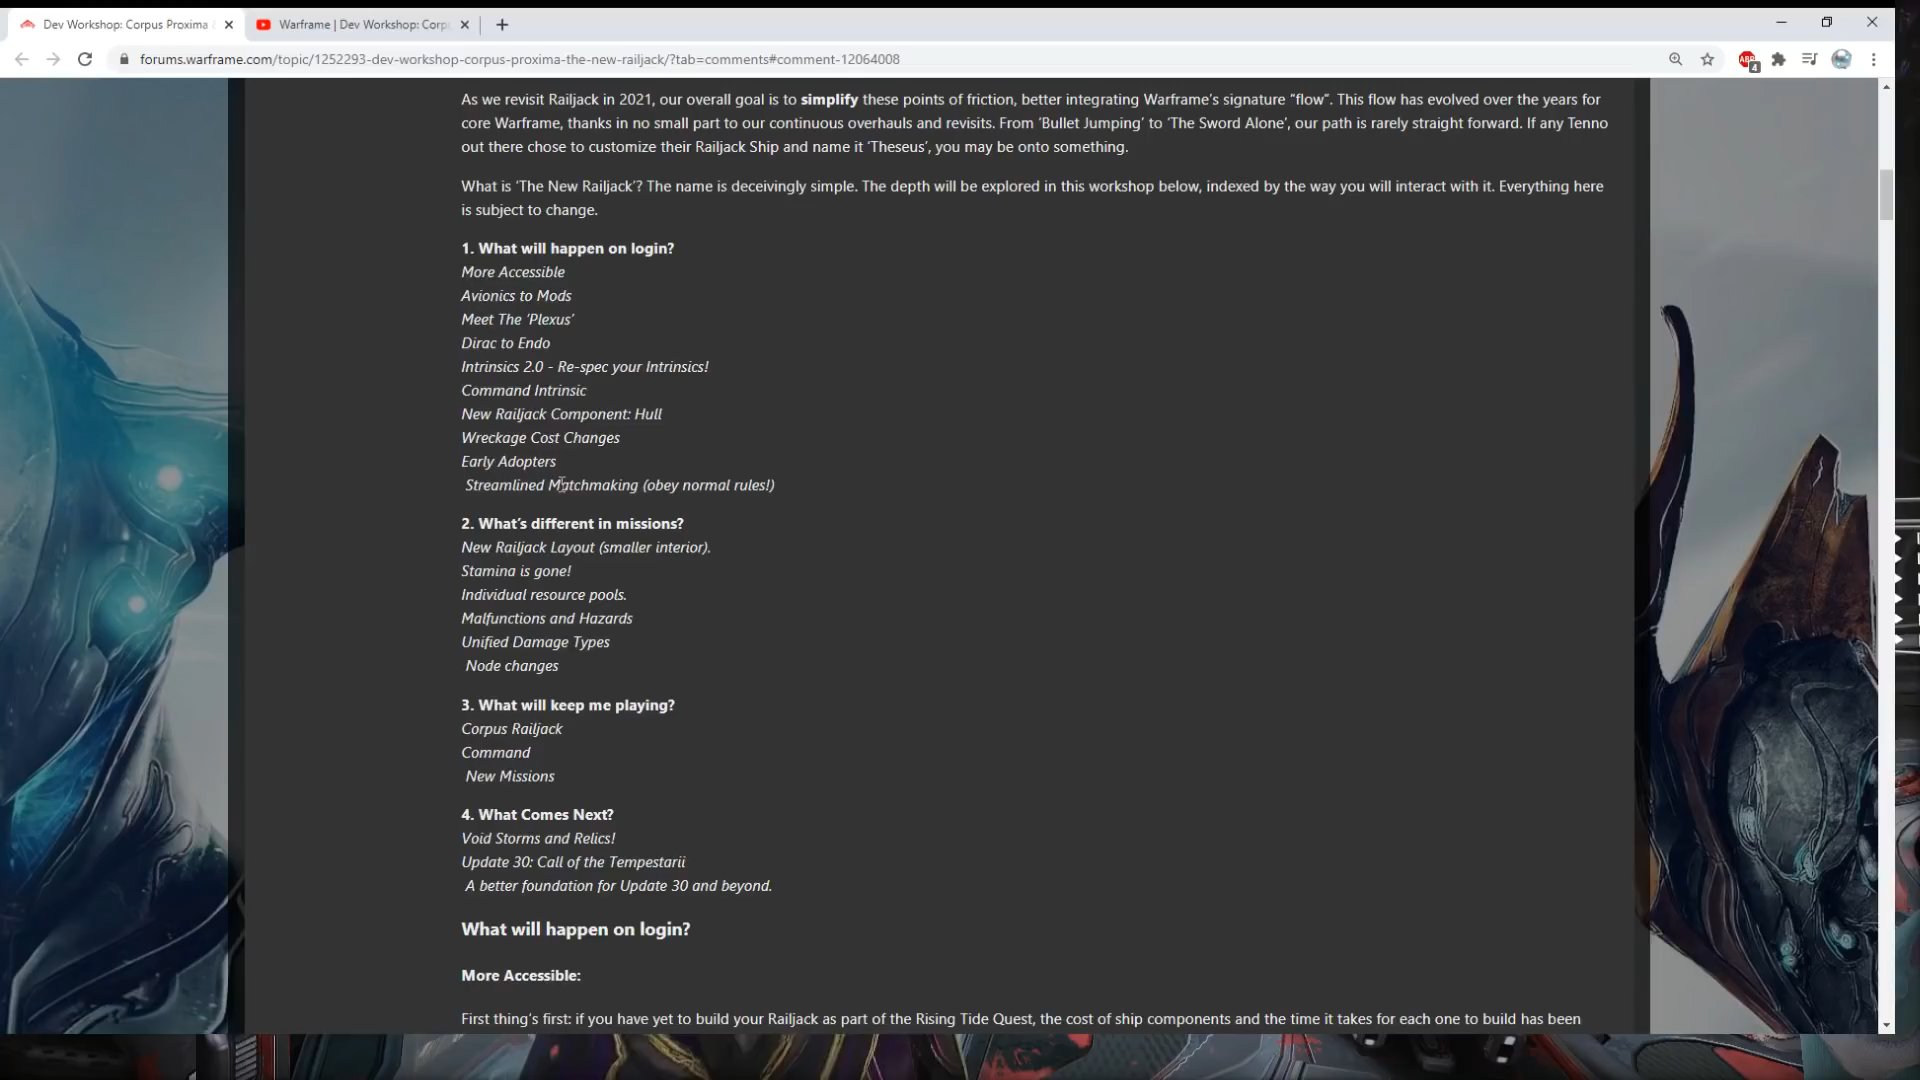 Dev Workshop: Corpus Proxima
Warframe | Dev Workshop: Corp
forums.warframe.com/topic/1252293-dev-workshop-corpus-proxima-the-new-railjack/?tab=comments#comment-12064008
ABP
4
As we revisit Railjack in 2021, our overall goal is to simplify these points of friction, better integrating Warframe’s signature “flow”. This flow has evolved over the years for
core Warframe, thanks in no small part to our continuous overhauls and revisits. From ‘Bullet Jumping’ to ‘The Sword Alone’, our path is rarely straight forward. If any Tenno
out there chose to customize their Railjack Ship and name it ‘Theseus’, you may be onto something.
What is ‘The New Railjack’? The name is deceivingly simple. The depth will be explored in this workshop below, indexed by the way you will interact with it. Everything here
is subject to change.
1. What will happen on login?
More Accessible
Avionics to Mods
Meet The ‘Plexus’
Dirac to Endo
Intrinsics 2.0 - Re-spec your Intrinsics!
Command Intrinsic
New Railjack Component: Hull
Wreckage Cost Changes
Early Adopters
Streamlined Matchmaking (obey normal rules!)
2. What’s different in missions?
New Railjack Layout (smaller interior).
Stamina is gone!
Individual resource pools.
Malfunctions and Hazards
Unified Damage Types
Node changes
3. What will keep me playing?
Corpus Railjack
Command
New Missions
4. What Comes Next?
Void Storms and Relics!
Update 30: Call of the Tempestarii
A better foundation for Update 30 and beyond.
What will happen on login?
More Accessible:
First thing’s first: if you have yet to build your Railjack as part of the Rising Tide Quest, the cost of ship components and the time it takes for each one to build has been